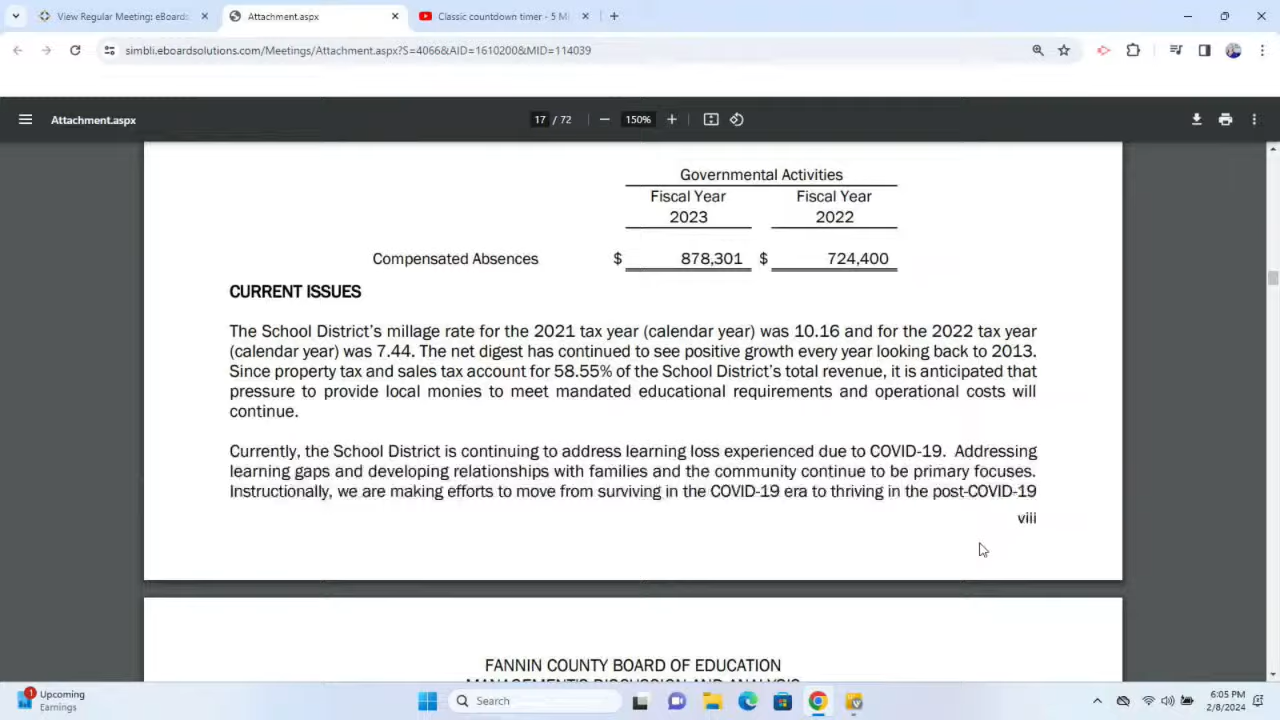 View Regular Meeting: eBoards
Attachment.aspx
Classic countdown timer - 5 Mi
simbli.eboardsolutions.com/Meetings/Attachment.aspx?S=4066&AID=1610200&MID=114039
Attachment.aspx
17 / 72
150%
Governmental Activities
Fiscal Year Fiscal Year
2023 2022
Compensated Absences $ 878,301 $ 724,400
CURRENT ISSUES
The School District's millage rate for the 2021 tax year (calendar year) was 10.16 and for the 2022 tax year
(calendar year) was 7.44. The net digest has continued to see positive growth every year looking back to 2013.
Since property tax and sales tax account for 58.55% of the School District's total revenue, it is anticipated that
pressure to provide local monies to meet mandated educational requirements and operational costs will
continue.
Currently, the School District is continuing to address learning loss experienced due to COVID-19. Addressing
learning gaps and developing relationships with families and the community continue to be primary focuses.
Instructionally, we are making efforts to move from surviving in the COVID-19 era to thriving in the post-COVID-19
viii
FANNIN COUNTY BOARD OF EDUCATION
MANAGEMENT'S DISCUSSION AND ANALYSIS
1
Upcoming
Earnings
Search
6:05 PM
2/8/2024